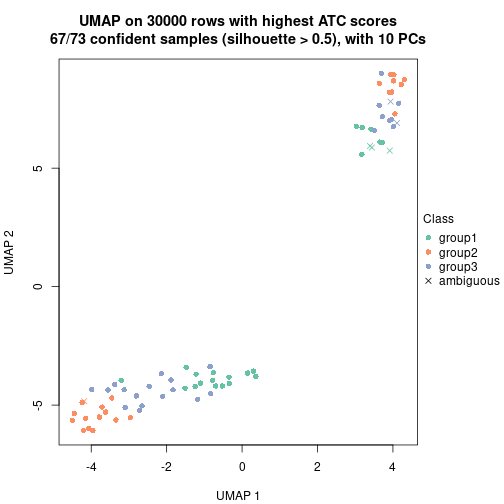 UMAP on 30000 rows with highest ATC scores
67/73 confident samples (silhouette > 0.5), with 10 PCs
UMAP 2
5
0
-5
-4
-2
0
2
4
UMAP 1
Class
group1
group2
group3
ambiguous